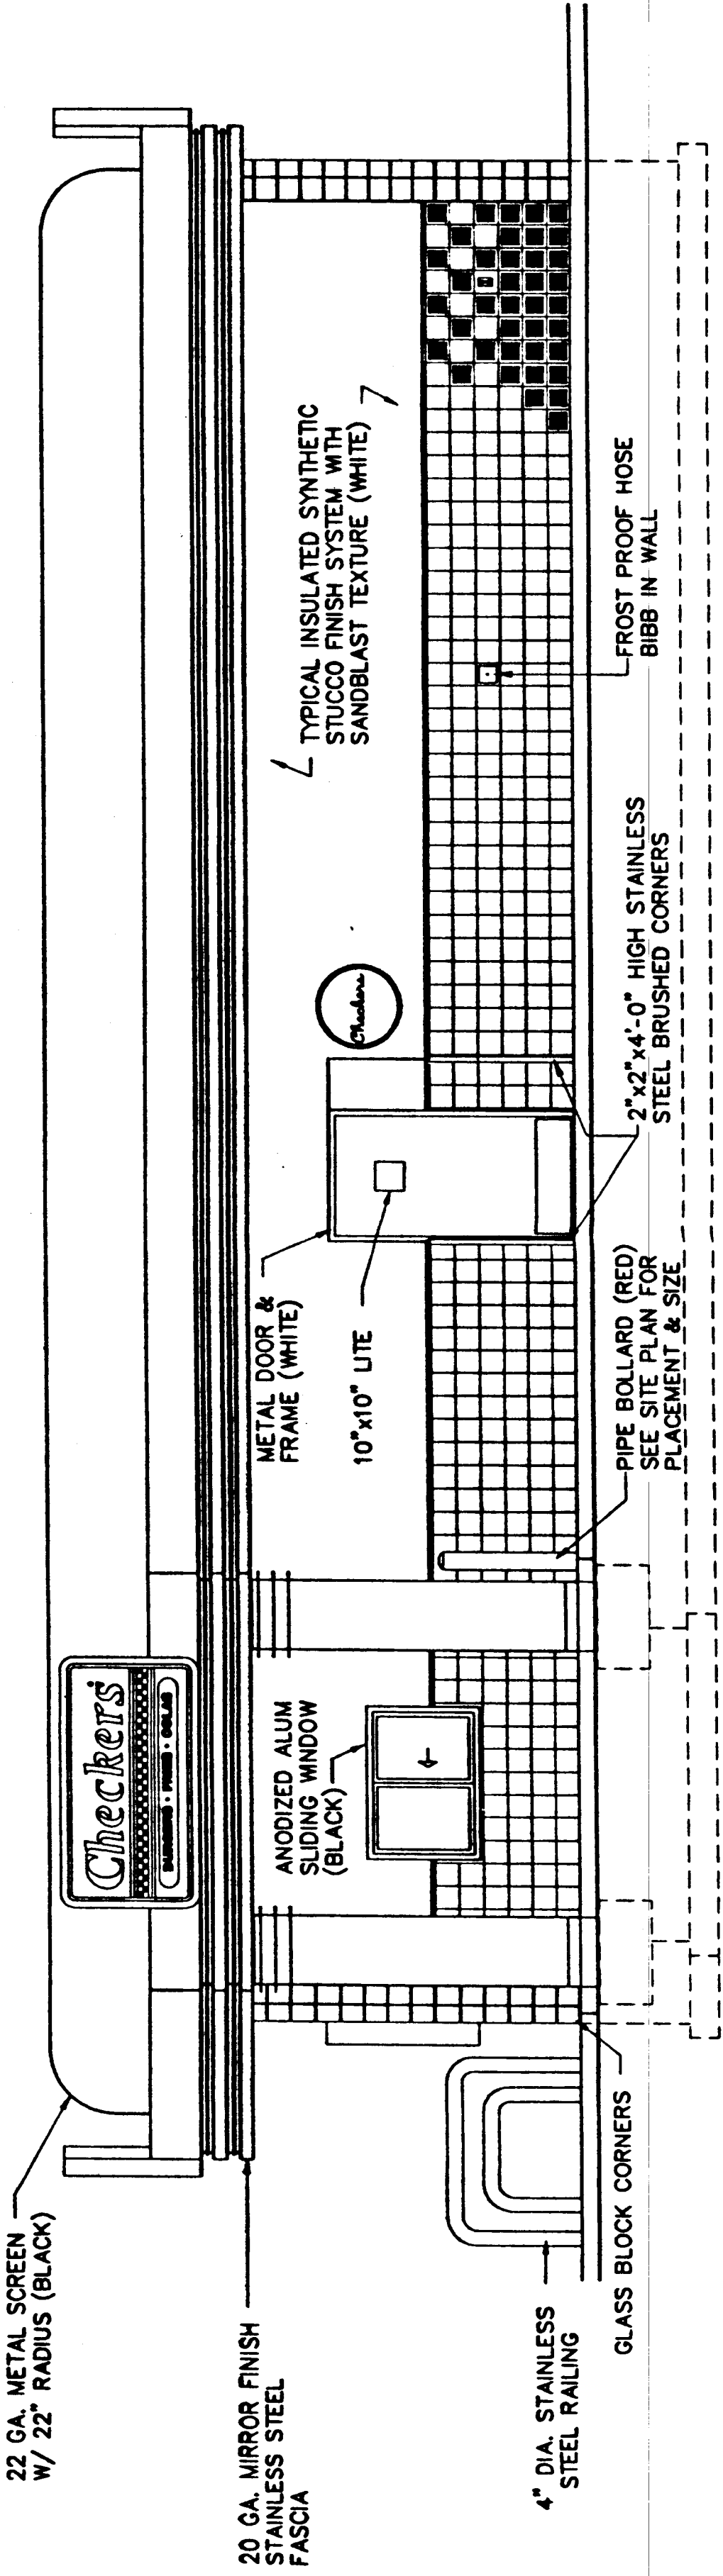 22 GA. METAL SCREEN
W/ 22" RADIUS (BLACK)
20 GA. MIRROR FINISH
STAINLESS STEEL
FASCIA
4" DIA. STAINLESS
STEEL RAILING
GLASS BLOCK CORNERS
Checkers
BURGERS • FRIES • COLAS
ANODIZED ALUM
SLIDING WINDOW
(BLACK)
METAL DOOR &
FRAME (WHITE)
10"x10" LITE
PIPE BOLLARD (RED)
SEE SITE PLAN FOR
PLACEMENT & SIZE
Checkers
2"x2"x4'-0" HIGH STAINLESS
STEEL BRUSHED CORNERS
TYPICAL INSULATED SYNTHETIC
STUCCO FINISH SYSTEM WITH
SANDBLAST TEXTURE (WHITE)
FROST PROOF HOSE
BIBB IN WALL